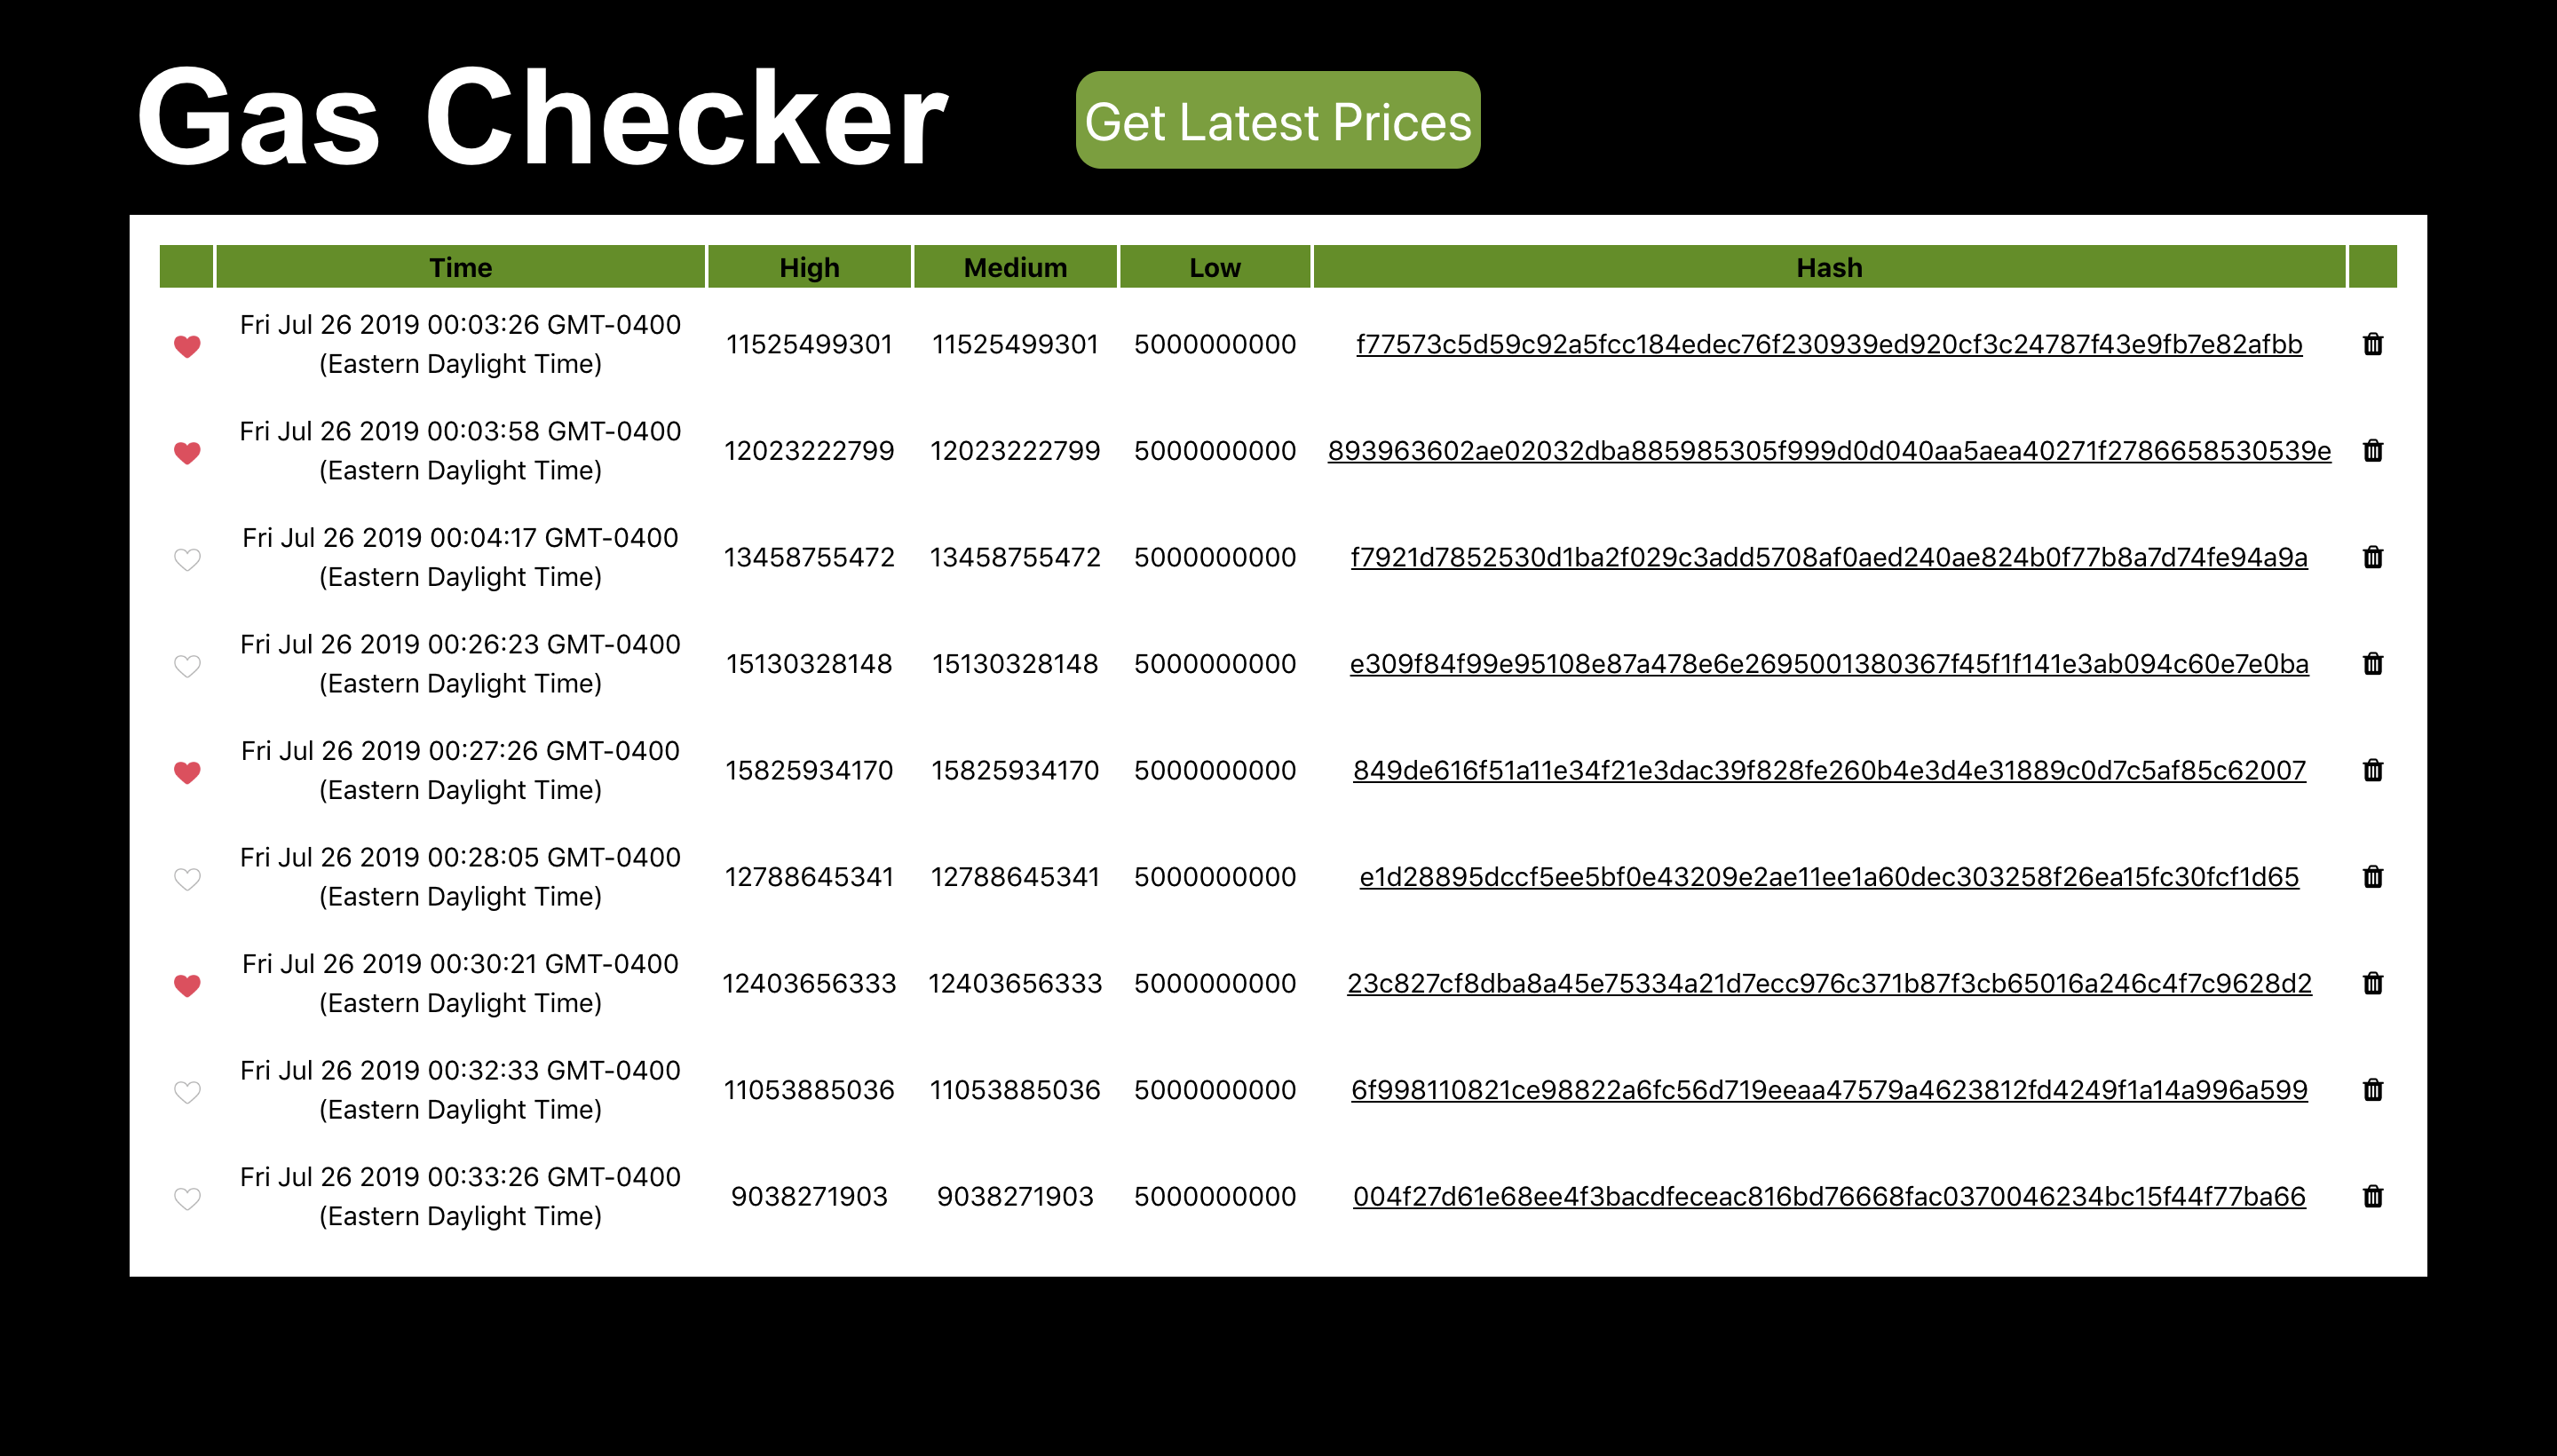 Gas Checker
Get Latest Prices
Time High Medium Low Hash
Fri Jul 26 2019 00:03:26 GMT-0400
(Eastern Daylight Time)
11525499301 11525499301 5000000000 f77573c5d59c92a5fcc184edec76f230939ed920cf3c24787f43e9fb7e82afbb
Fri Jul 26 2019 00:03:58 GMT-0400
(Eastern Daylight Time)
12023222799 12023222799 5000000000 893963602ae02032dba885985305f999d0d040aa5aea40271f2786658530539e
Fri Jul 26 2019 00:04:17 GMT-0400
(Eastern Daylight Time)
13458755472 13458755472 5000000000 f7921d7852530d1ba2f029c3add5708af0aed240ae824b0f77b8a7d74fe94a9a
Fri Jul 26 2019 00:26:23 GMT-0400
(Eastern Daylight Time)
15130328148 15130328148 5000000000 e309f84f99e95108e87a478e6e2695001380367f45f1f141e3ab094c60e7e0ba
Fri Jul 26 2019 00:27:26 GMT-0400
(Eastern Daylight Time)
15825934170 15825934170 5000000000 849de616f51a11e34f21e3dac39f828fe260b4e3d4e31889c0d7c5af85c62007
Fri Jul 26 2019 00:28:05 GMT-0400
(Eastern Daylight Time)
12788645341 12788645341 5000000000 e1d28895dccf5ee5bf0e43209e2ae11ee1a60dec303258f26ea15fc30fcf1d65
Fri Jul 26 2019 00:30:21 GMT-0400
(Eastern Daylight Time)
12403656333 12403656333 5000000000 23c827cf8dba8a45e75334a21d7ecc976c371b87f3cb65016a246c4f7c9628d2
Fri Jul 26 2019 00:32:33 GMT-0400
(Eastern Daylight Time)
11053885036 11053885036 5000000000 6f998110821ce98822a6fc56d719eeaa47579a4623812fd4249f1a14a996a599
Fri Jul 26 2019 00:33:26 GMT-0400
(Eastern Daylight Time)
9038271903 9038271903 5000000000 004f27d61e68ee4f3bacdfeceac816bd76668fac0370046234bc15f44f77ba66